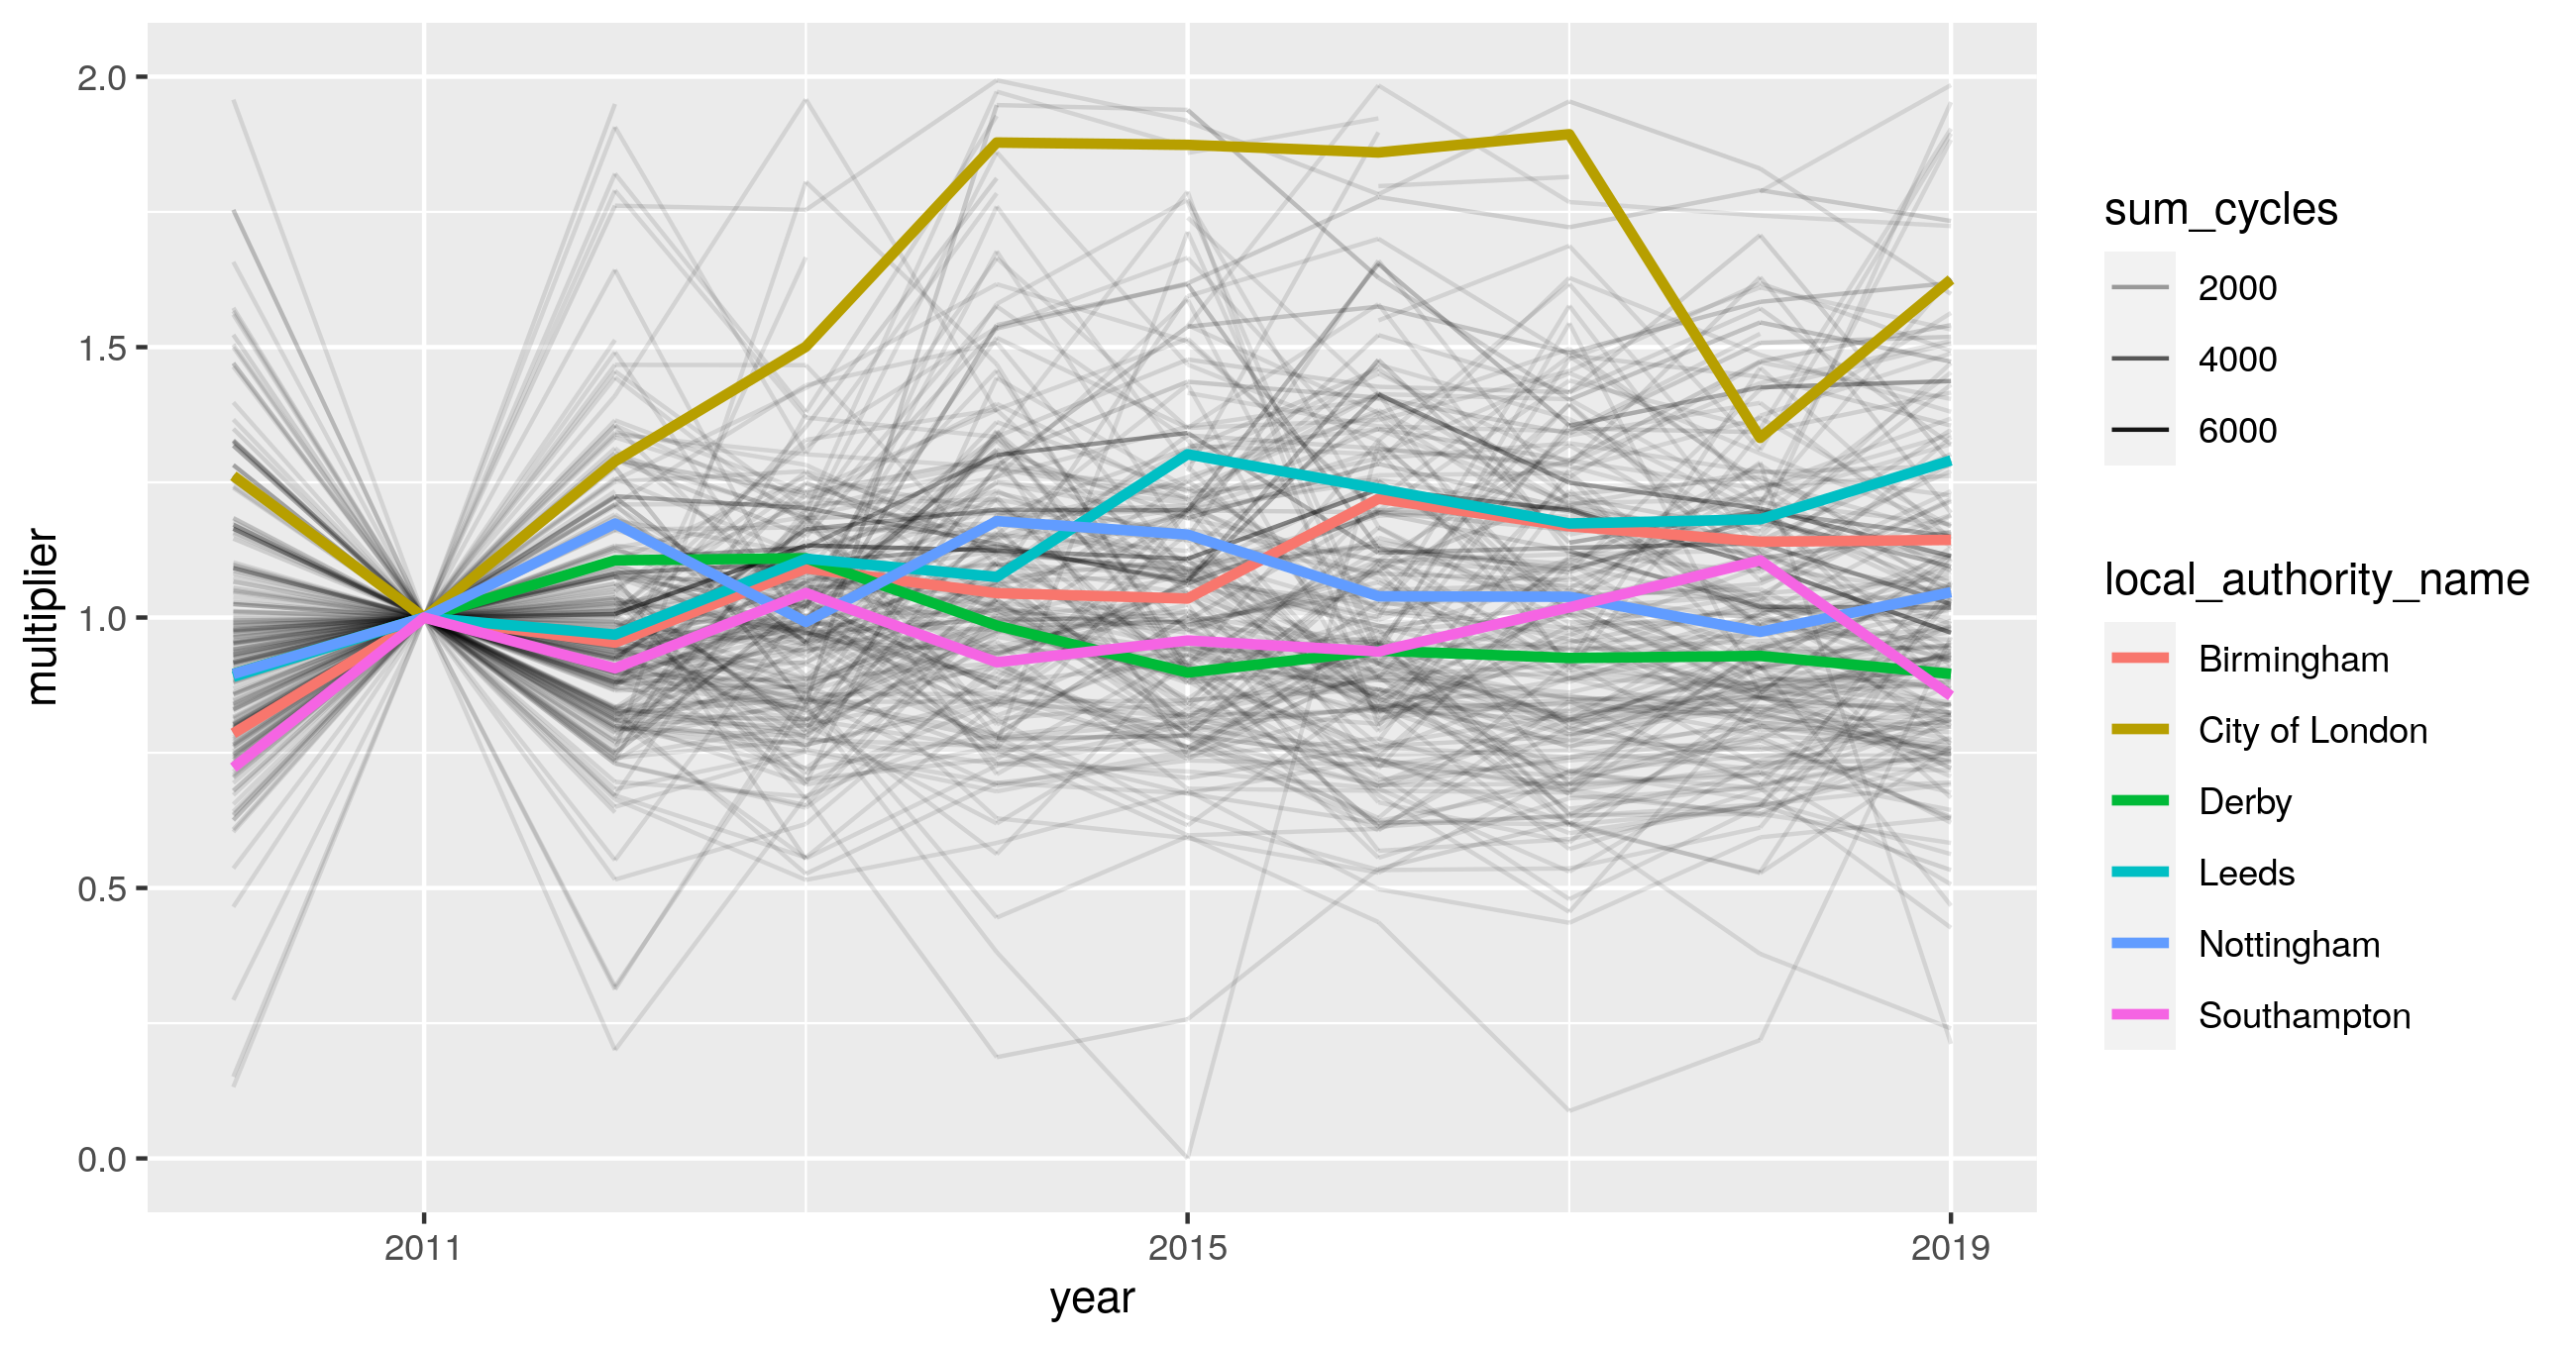 multiplier
2.0
1.5
1.0
0.5
0.0
2011
2015
2019
year
sum_cycles
2000
4000
6000
local_authority_name
Birmingham
City of London
Derby
Leeds
Nottingham
Southampton